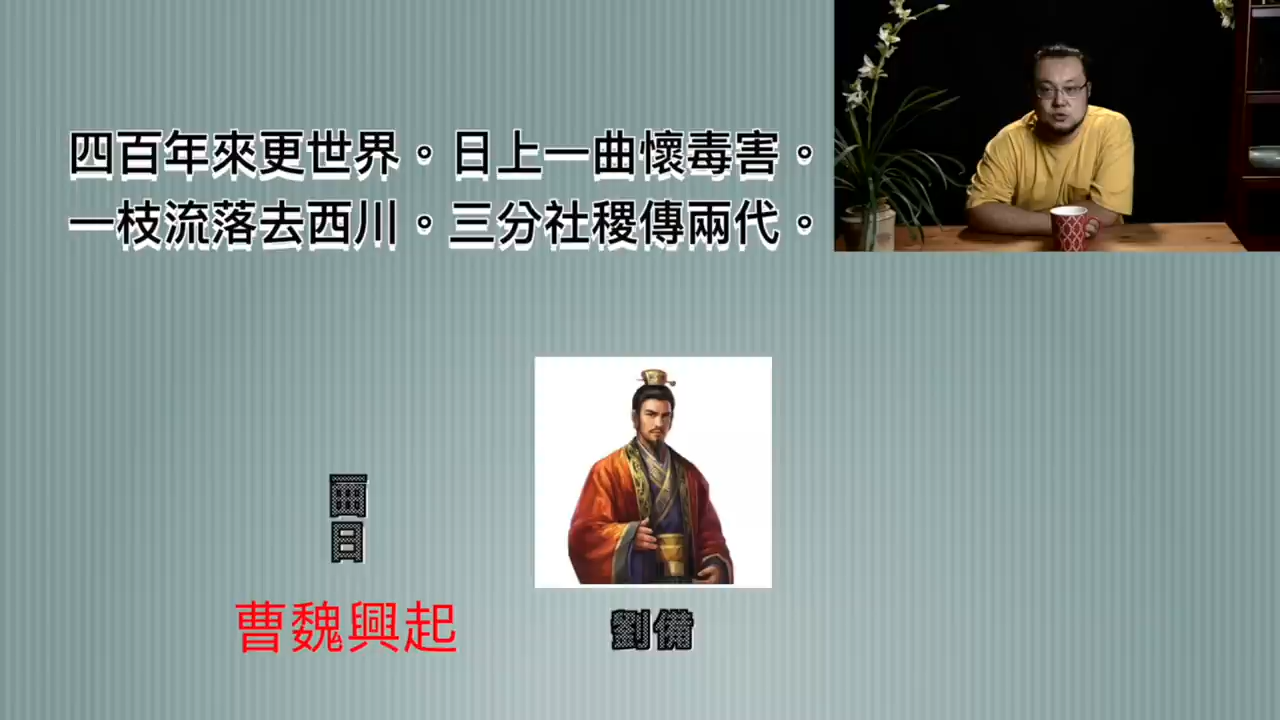 四百年來更世界。日上一曲懷毒害。
一枝流落去西川。三分社稷傳兩代。
日
曹魏興起
劉備